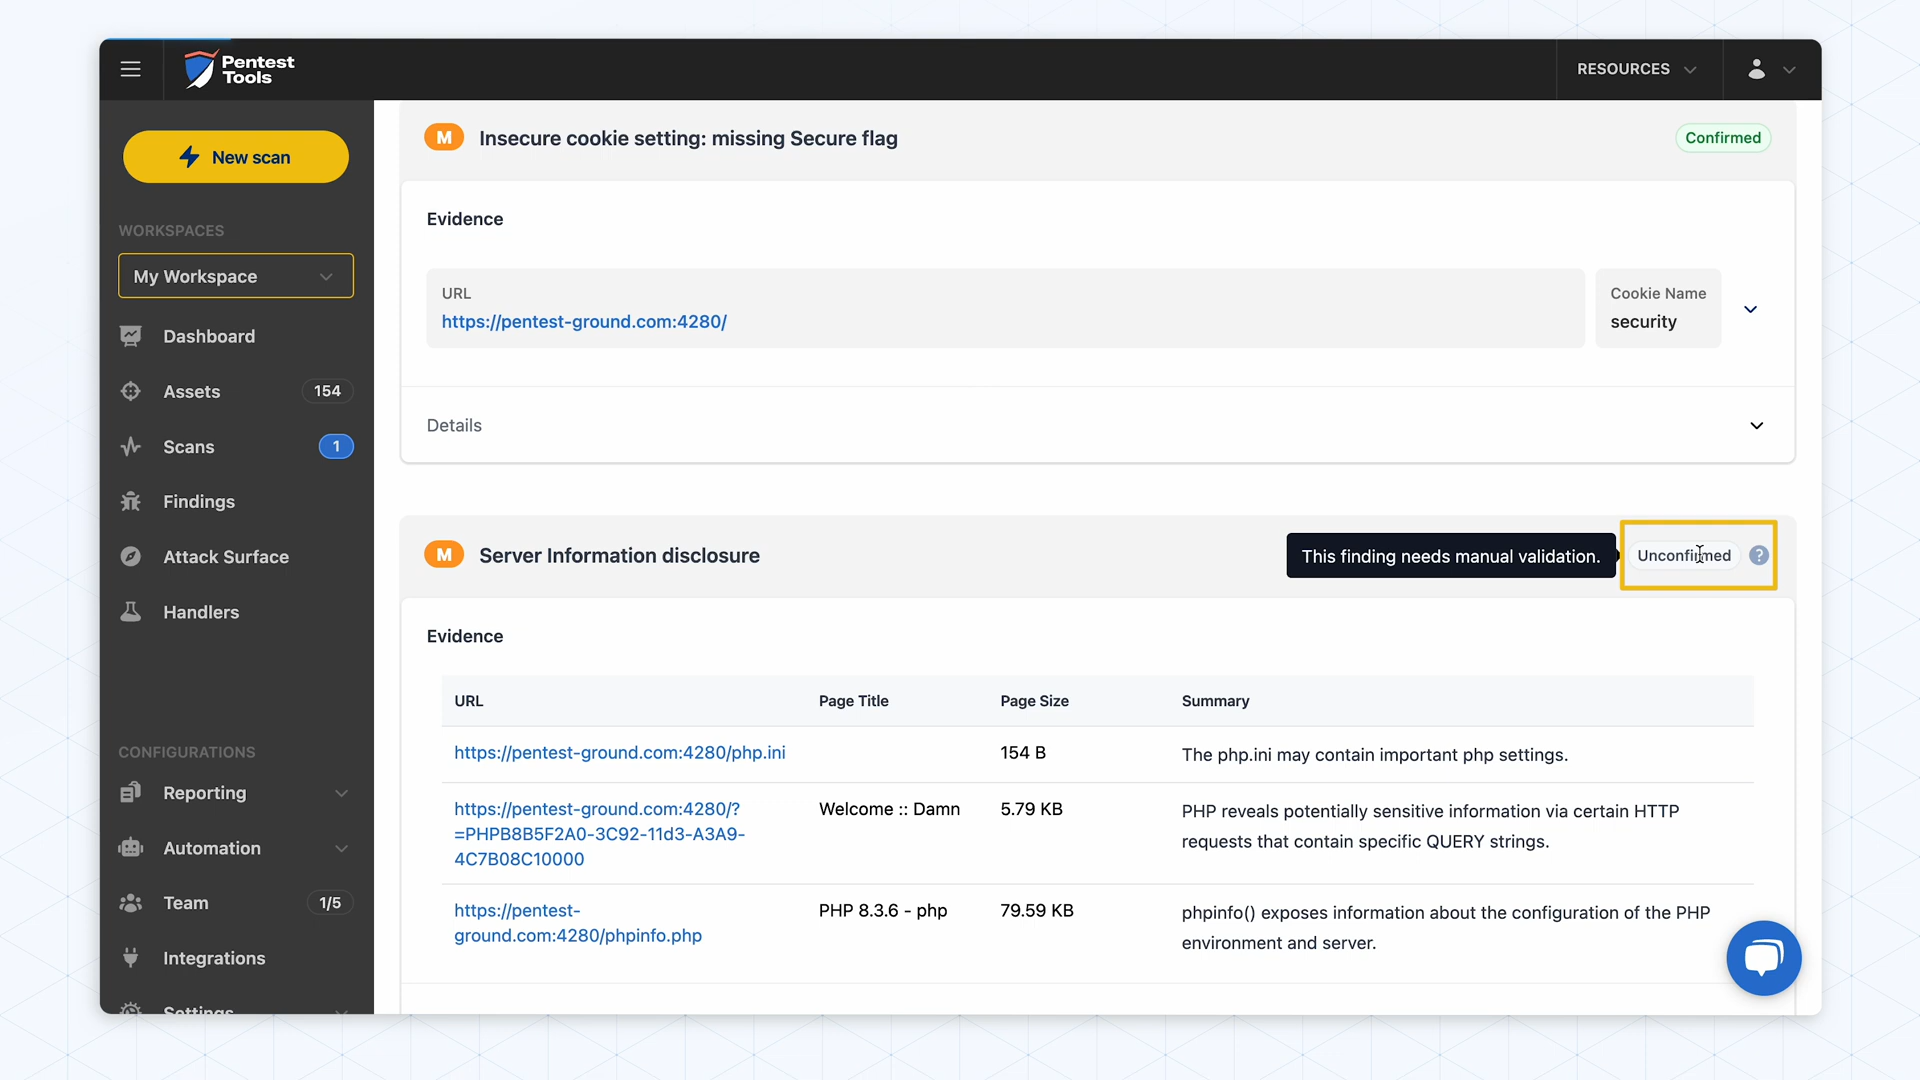 Pentest
Tools
RESOURCES
New scan
WORKSPACES
My Workspace
Dashboard
Assets 154
Scans 1
Findings
Attack Surface
Handlers
CONFIGURATIONS
Reporting
Automation
Team 1/5
Integrations
Settings
M Insecure cookie setting: missing Secure flag Confirmed
Evidence
URL
https://pentest-ground.com:4280/
Cookie Name
security
Details
M Server Information disclosure This finding needs manual validation. Unconfirmed ?
Evidence
URL Page Title Page Size Summary
https://pentest-ground.com:4280/php.ini 154 B The php.ini may contain important php settings.
https://pentest-ground.com:4280/? Welcome :: Damn 5.79 KB PHP reveals potentially sensitive information via certain HTTP
=PHPB8B5F2A0-3C92-11d3-A3A9- requests that contain specific QUERY strings.
4C7B08C10000
https://pentest- PHP 8.3.6 - php 79.59 KB phpinfo() exposes information about the configuration of the PHP
ground.com:4280/phpinfo.php environment and server.